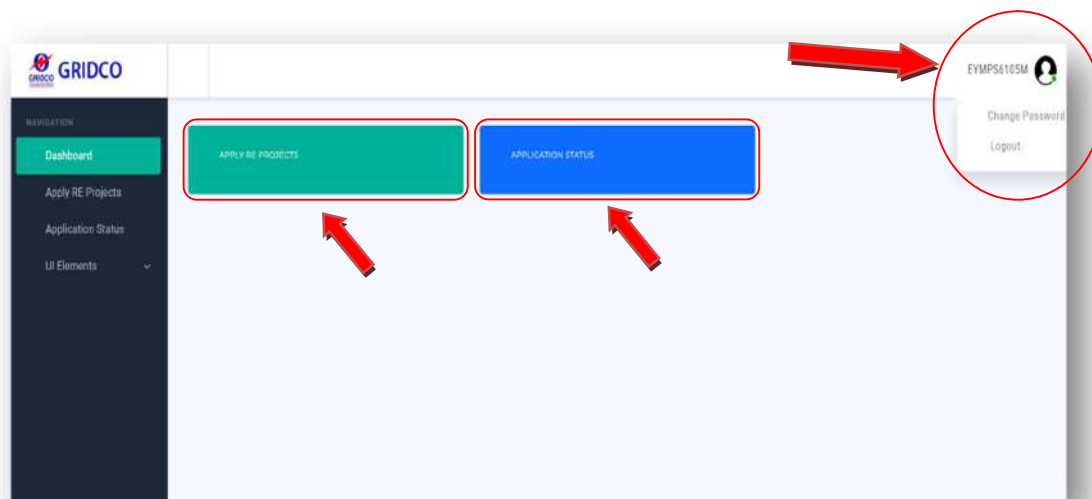 GRIDCO
GRIDCO
EYMPS6105M
Change Password
Logout
NAVIGATION
Dashboard
Apply RE Projects
Application Status
UI Elements
APPLY RE PROJECTS
APPLICATION STATUS